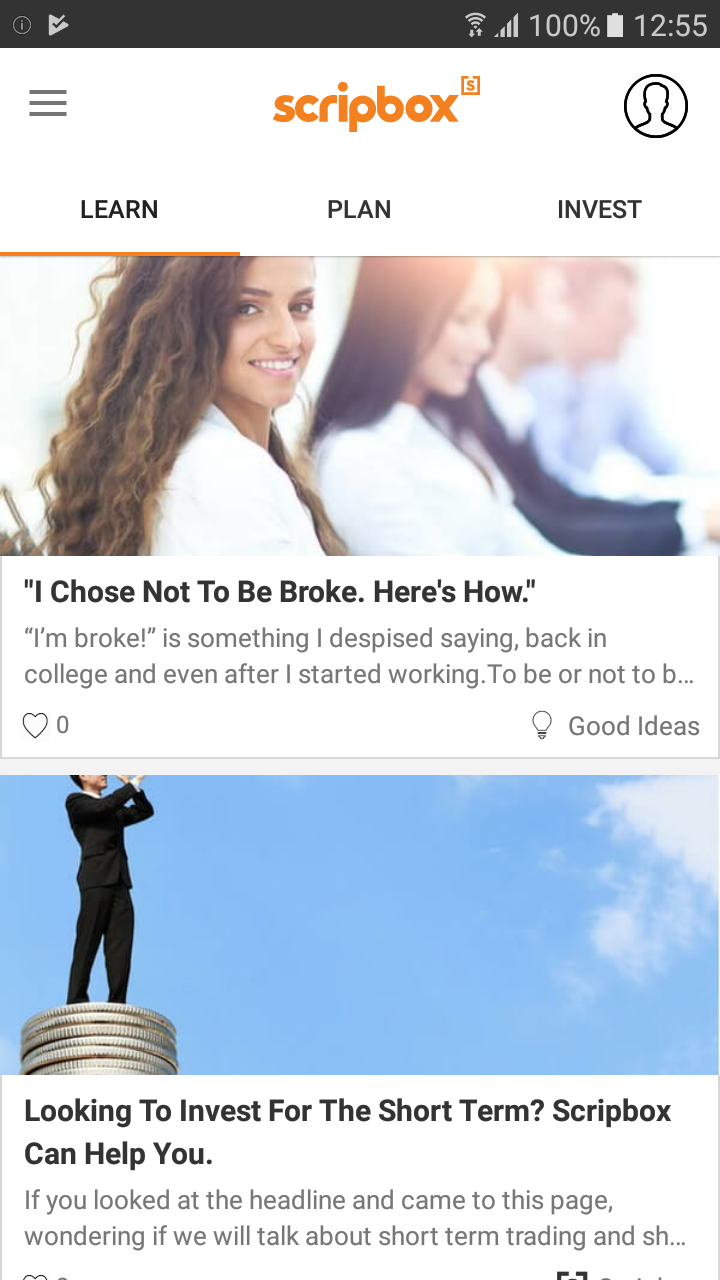 100% 12:55
scripbox [s]
LEARN PLAN INVEST
"I Chose Not To Be Broke. Here's How."
“I’m broke!” is something I despised saying, back in
college and even after I started working.To be or not to b...
0 Good Ideas
Looking To Invest For The Short Term? Scripbox
Can Help You.
If you looked at the headline and came to this page,
wondering if we will talk about short term trading and sh...